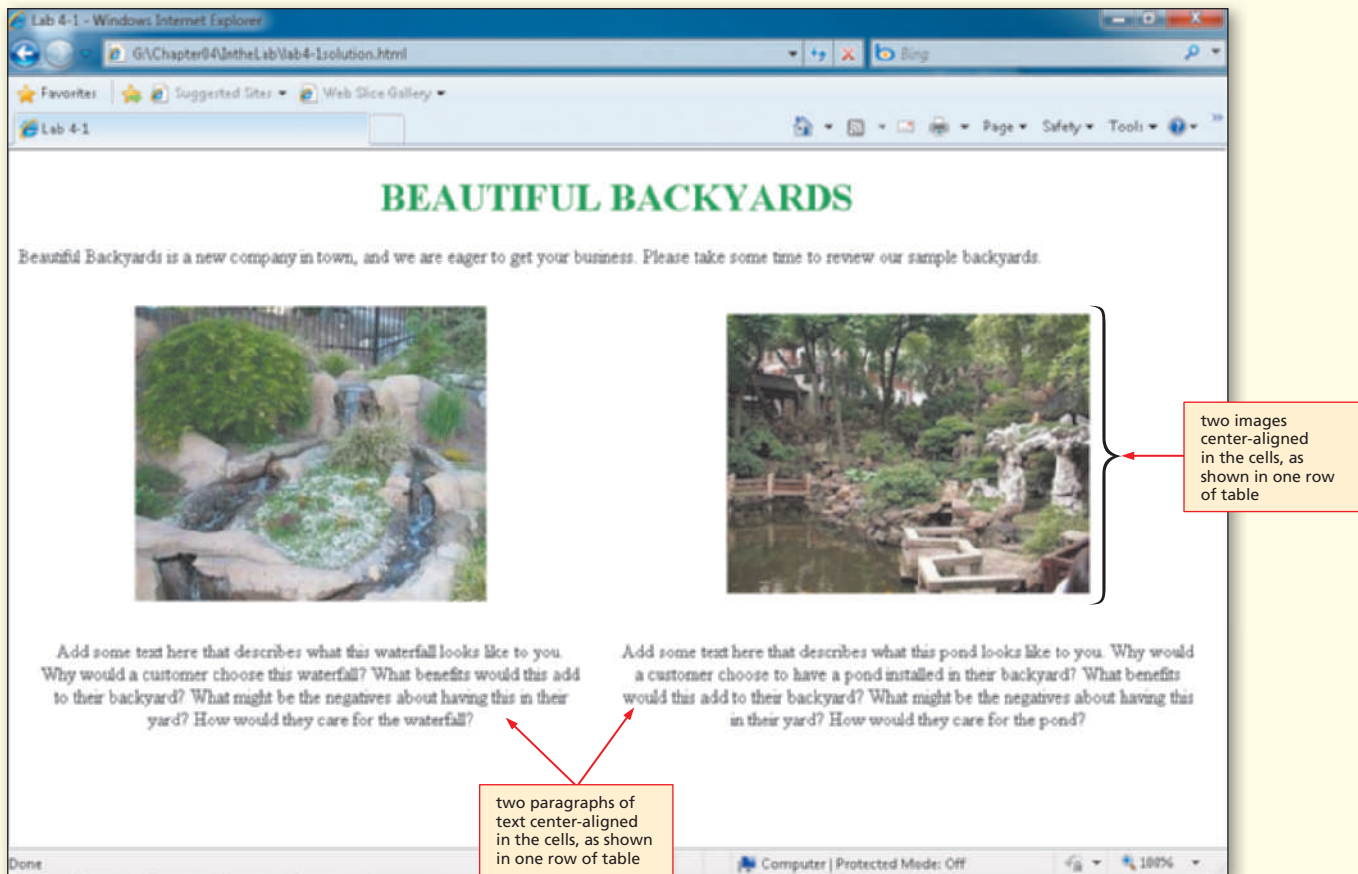 Lab 4-1 - Windows Internet Explorer
G:\Chapter04\IntheLab\lab4-1solution.html
Bing
Favorites
Suggested Sites
Web Slice Gallery
Lab 4-1
Page
Safety
Tools
BEAUTIFUL BACKYARDS
Beautiful Backyards is a new company in town, and we are eager to get your business. Please take some time to review our sample backyards.
two images
center-aligned
in the cells, as
shown in one row
of table
Add some text here that describes what this waterfall looks like to you.
Why would a customer choose this waterfall? What benefits would this add
to their backyard? What might be the negatives about having this in their
yard? How would they care for the waterfall?
Add some text here that describes what this pond looks like to you. Why would
a customer choose to have a pond installed in their backyard? What benefits
would this add to their backyard? What might be the negatives about having this
in their yard? How would they care for the pond?
two paragraphs of
text center-aligned
in the cells, as shown
in one row of table
Done
Computer | Protected Mode: Off
100%